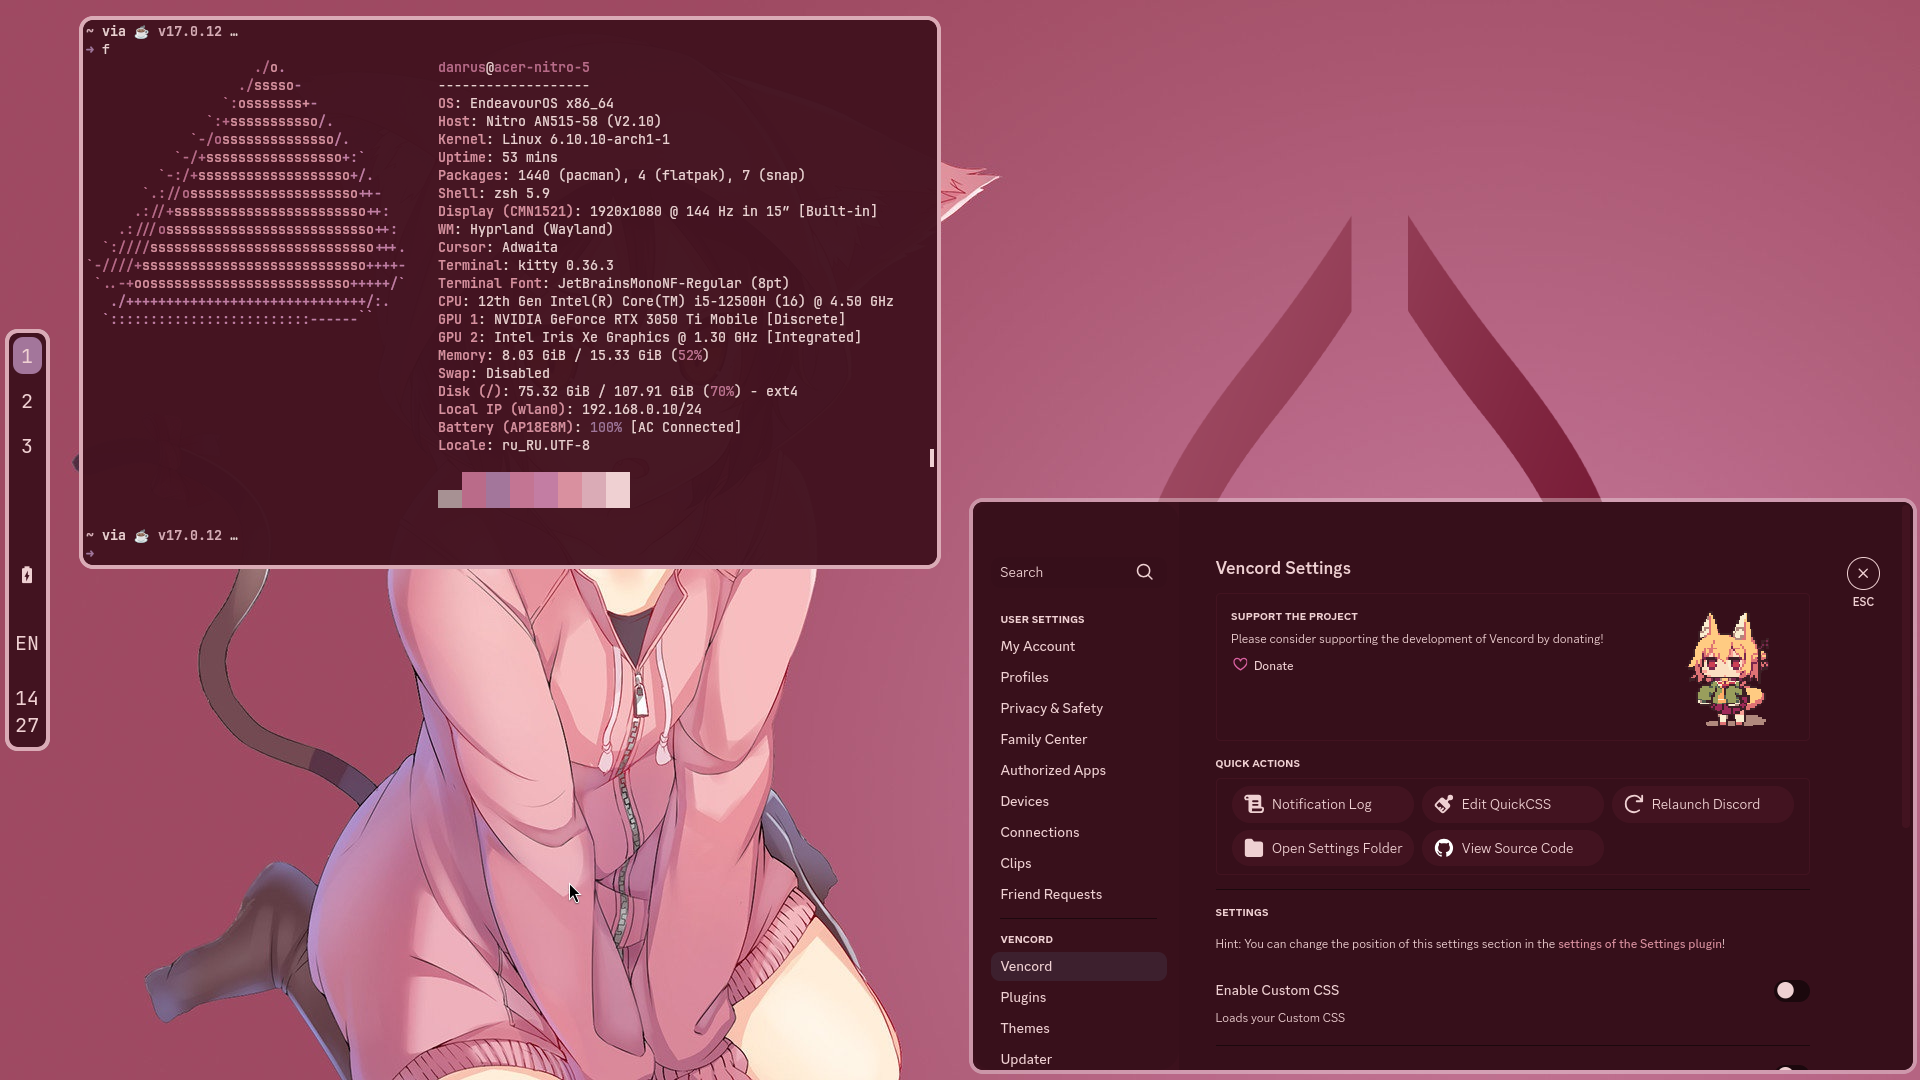 ~ via ☕ v17.0.12 …
➜ f
./o.
./sssso-
`:osssssss+-
`:+sssssssssso/.
`-/ossssssssssssso/.
`-/+sssssssssssssssso+:`
`-:/+sssssssssssssssssso+/.
`.://osssssssssssssssssssso++-
.://+ssssssssssssssssssssssso++:
.:///ossssssssssssssssssssssssso++:
`:////ssssssssssssssssssssssssssso+++.
`-////+ssssssssssssssssssssssssssso++++-
`..-+oosssssssssssssssssssssssso+++++/`
./++++++++++++++++++++++++++++++/:.
`:::::::::::::::::::::::::------``
danrus@acer-nitro-5
-------------------
OS: EndeavourOS x86_64
Host: Nitro AN515-58 (V2.10)
Kernel: Linux 6.10.10-arch1-1
Uptime: 53 mins
Packages: 1440 (pacman), 4 (flatpak), 7 (snap)
Shell: zsh 5.9
Display (CMN1521): 1920x1080 @ 144 Hz in 15” [Built-in]
WM: Hyprland (Wayland)
Cursor: Adwaita
Terminal: kitty 0.36.3
Terminal Font: JetBrainsMonoNF-Regular (8pt)
CPU: 12th Gen Intel(R) Core(TM) i5-12500H (16) @ 4.50 GHz
GPU 1: NVIDIA GeForce RTX 3050 Ti Mobile [Discrete]
GPU 2: Intel Iris Xe Graphics @ 1.30 GHz [Integrated]
Memory: 8.03 GiB / 15.33 GiB (52%)
Swap: Disabled
Disk (/): 75.32 GiB / 107.91 GiB (70%) - ext4
Local IP (wlan0): 192.168.0.10/24
Battery (AP18E8M): 100% [AC Connected]
Locale: ru_RU.UTF-8
~ via ☕ v17.0.12 …
➜
1
2
3
EN
14
27
Search
USER SETTINGS
My Account
Profiles
Privacy & Safety
Family Center
Authorized Apps
Devices
Connections
Clips
Friend Requests
VENCORD
Vencord
Plugins
Themes
Updater
Vencord Settings
ESC
SUPPORT THE PROJECT
Please consider supporting the development of Vencord by donating!
Donate
QUICK ACTIONS
Notification Log
Edit QuickCSS
Relaunch Discord
Open Settings Folder
View Source Code
SETTINGS
Hint: You can change the position of this settings section in the settings of the Settings plugin!
Enable Custom CSS
Loads your Custom CSS